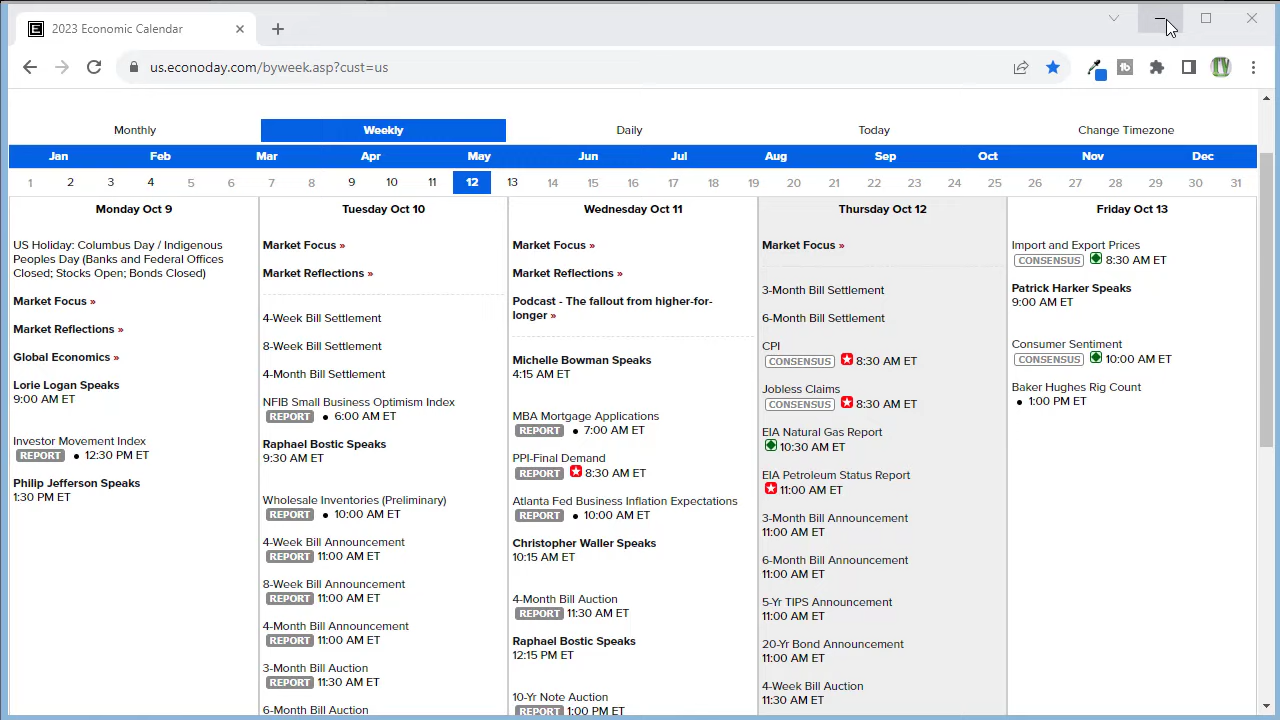 2023 Economic Calendar
us.econoday.com/byweek.asp?cust=us
Monthly Weekly Daily Today Change Timezone
Jan Feb Mar Apr May Jun Jul Aug Sep Oct Nov Dec
1 2 3 4 5 6 7 8 9 10 11 12 13 14 15 16 17 18 19 20 21 22 23 24 25 26 27 28 29 30 31
Monday Oct 9
US Holiday: Columbus Day / Indigenous
Peoples Day (Banks and Federal Offices
Closed; Stocks Open; Bonds Closed)
Market Focus »
Market Reflections »
Global Economics »
Lorie Logan Speaks
9:00 AM ET
Investor Movement Index
REPORT • 12:30 PM ET
Philip Jefferson Speaks
1:30 PM ET
Tuesday Oct 10
Market Focus »
Market Reflections »
4-Week Bill Settlement
8-Week Bill Settlement
4-Month Bill Settlement
NFIB Small Business Optimism Index
REPORT • 6:00 AM ET
Raphael Bostic Speaks
9:30 AM ET
Wholesale Inventories (Preliminary)
REPORT • 10:00 AM ET
4-Week Bill Announcement
REPORT 11:00 AM ET
8-Week Bill Announcement
REPORT 11:00 AM ET
4-Month Bill Announcement
REPORT 11:00 AM ET
3-Month Bill Auction
REPORT 11:30 AM ET
6-Month Bill Auction
Wednesday Oct 11
Market Focus »
Market Reflections »
Podcast - The fallout from higher-for-
longer »
Michelle Bowman Speaks
4:15 AM ET
MBA Mortgage Applications
REPORT • 7:00 AM ET
PPI-Final Demand
REPORT 8:30 AM ET
Atlanta Fed Business Inflation Expectations
REPORT • 10:00 AM ET
Christopher Waller Speaks
10:15 AM ET
4-Month Bill Auction
REPORT 11:30 AM ET
Raphael Bostic Speaks
12:15 PM ET
10-Yr Note Auction
REPORT 1:00 PM ET
Thursday Oct 12
Market Focus »
3-Month Bill Settlement
6-Month Bill Settlement
CPI
CONSENSUS 8:30 AM ET
Jobless Claims
CONSENSUS 8:30 AM ET
EIA Natural Gas Report
10:30 AM ET
EIA Petroleum Status Report
11:00 AM ET
3-Month Bill Announcement
11:00 AM ET
6-Month Bill Announcement
11:00 AM ET
5-Yr TIPS Announcement
11:00 AM ET
20-Yr Bond Announcement
11:00 AM ET
4-Week Bill Auction
11:30 AM ET
Friday Oct 13
Import and Export Prices
CONSENSUS 8:30 AM ET
Patrick Harker Speaks
9:00 AM ET
Consumer Sentiment
CONSENSUS 10:00 AM ET
Baker Hughes Rig Count
• 1:00 PM ET